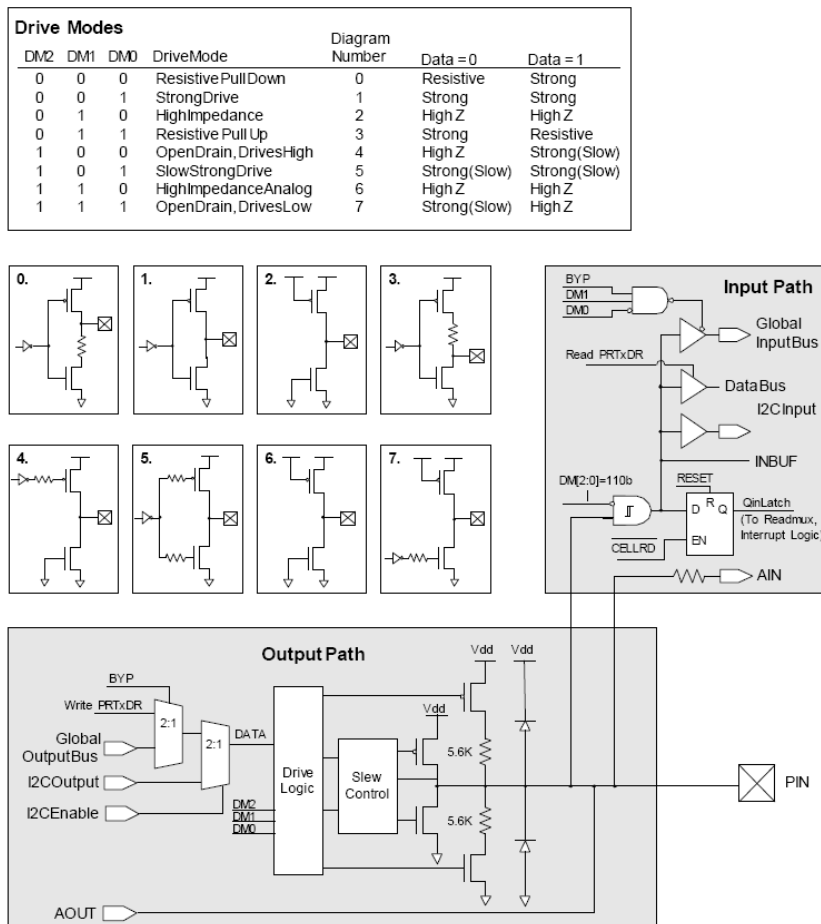 Drive Modes
Diagram
DM2 DM1 DM0 DriveMode Number Data = 0 Data = 1
0 0 0 Resistive Pull Down 0 Resistive Strong
0 0 1 StrongDrive 1 Strong Strong
0 1 0 HighImpedance 2 High Z High Z
0 1 1 Resistive Pull Up 3 Strong Resistive
1 0 0 OpenDrain, DrivesHigh 4 High Z Strong(Slow)
1 0 1 SlowStrongDrive 5 Strong(Slow) Strong(Slow)
1 1 0 HighImpedanceAnalog 6 High Z High Z
1 1 1 OpenDrain, DrivesLow 7 Strong(Slow) High Z
0. 1. 2. 3.
4. 5. 6. 7.
Input Path
BYP
DM1
DM0
Global
InputBus
Read PRTxDR
DataBus
I2CInput
INBUF
DM[2:0]=110b
RESET
D R Q
EN
QinLatch
(To Readmux,
Interrupt Logic)
CELLRD
AIN
Output Path
BYP
Write PRTxDR
2:1
Global
OutputBus
2:1
DATA
I2COutput
I2CEnable
DM2
DM1
DM0
Drive
Logic
Slew
Control
Vdd
Vdd
Vdd
5.6K
5.6K
PIN
AOUT